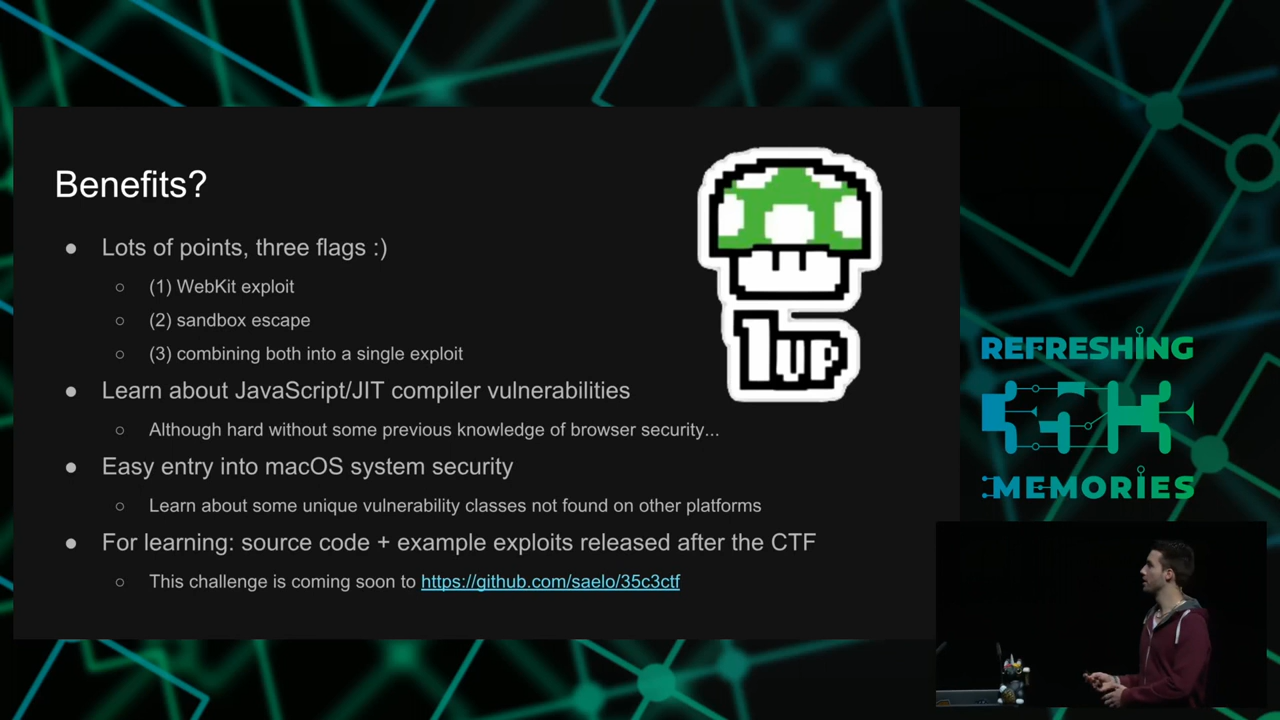 Benefits?
● Lots of points, three flags :)
○ (1) WebKit exploit
○ (2) sandbox escape
○ (3) combining both into a single exploit
● Learn about JavaScript/JIT compiler vulnerabilities
○ Although hard without some previous knowledge of browser security...
● Easy entry into macOS system security
○ Learn about some unique vulnerability classes not found on other platforms
● For learning: source code + example exploits released after the CTF
○ This challenge is coming soon to https://github.com/saelo/35c3ctf
1UP
REFRESHING
MEMORIES